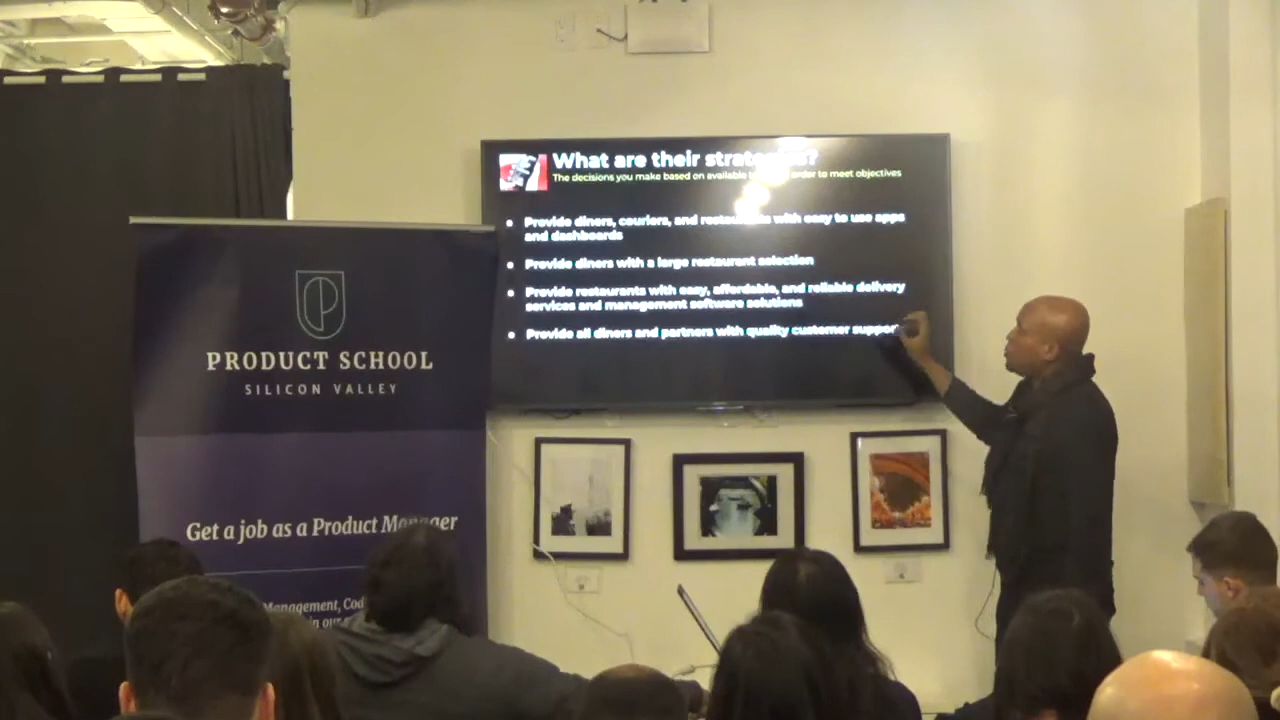 What are their
The decisions you make based on available order to meet objectives
Provide diners, couriers, and restaurants with easy to use apps
and dashboards
Provide diners with a large restaurant selection
Provide restaurants with easy, affordable, and reliable delivery
services and management software solutions
Provide all diners and partners with quality customer suppor
PRODUCT SCHOOL
SILICON VALLEY
Get a job as a Product Manager
Management, Cod
in our